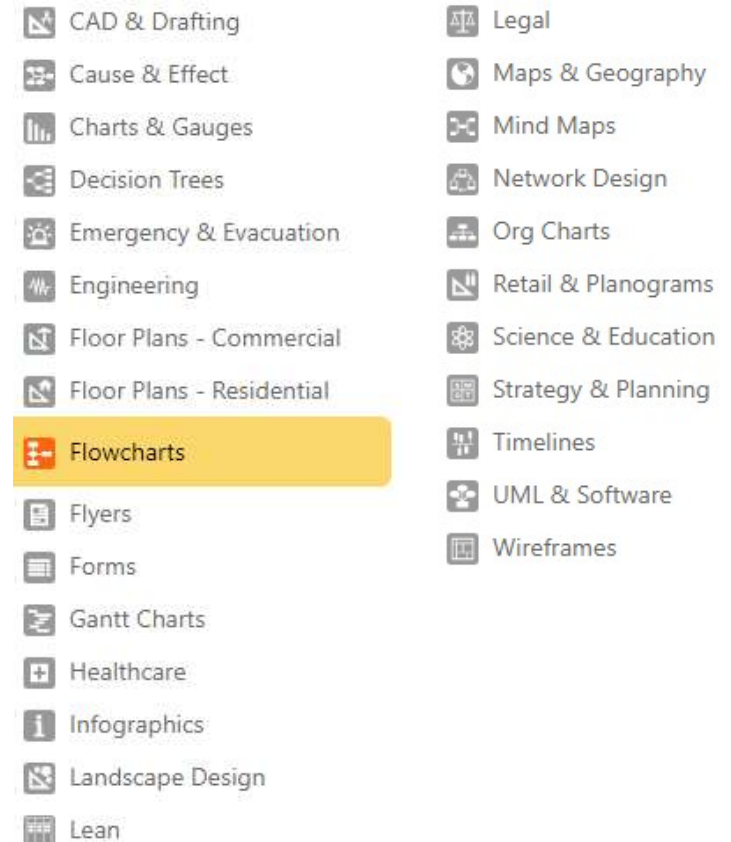 CAD & Drafting
Cause & Effect
Charts & Gauges
Decision Trees
Emergency & Evacuation
Engineering
Floor Plans - Commercial
Floor Plans - Residential
Flowcharts
Flyers
Forms
Gantt Charts
Healthcare
Infographics
Landscape Design
Lean
Legal
Maps & Geography
Mind Maps
Network Design
Org Charts
Retail & Planograms
Science & Education
Strategy & Planning
Timelines
UML & Software
Wireframes